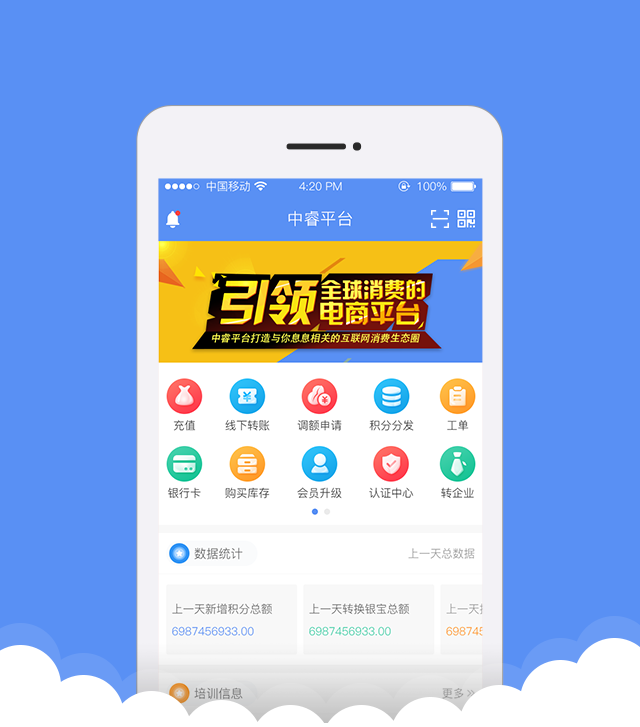 中国移动 4:20 PM 100%
中睿平台
引领 全球消费的
电商平台
中睿平台打造与你息息相关的互联网消费生态圈
充值 线下转账 调额申请 积分分发 工单
银行卡 购买库存 会员升级 认证中心 转企业
数据统计 上一天总数据
上一天新增积分总额 上一天转换银宝总额 上一天
6987456933.00 6987456933.00 69874
培训信息 更多 »